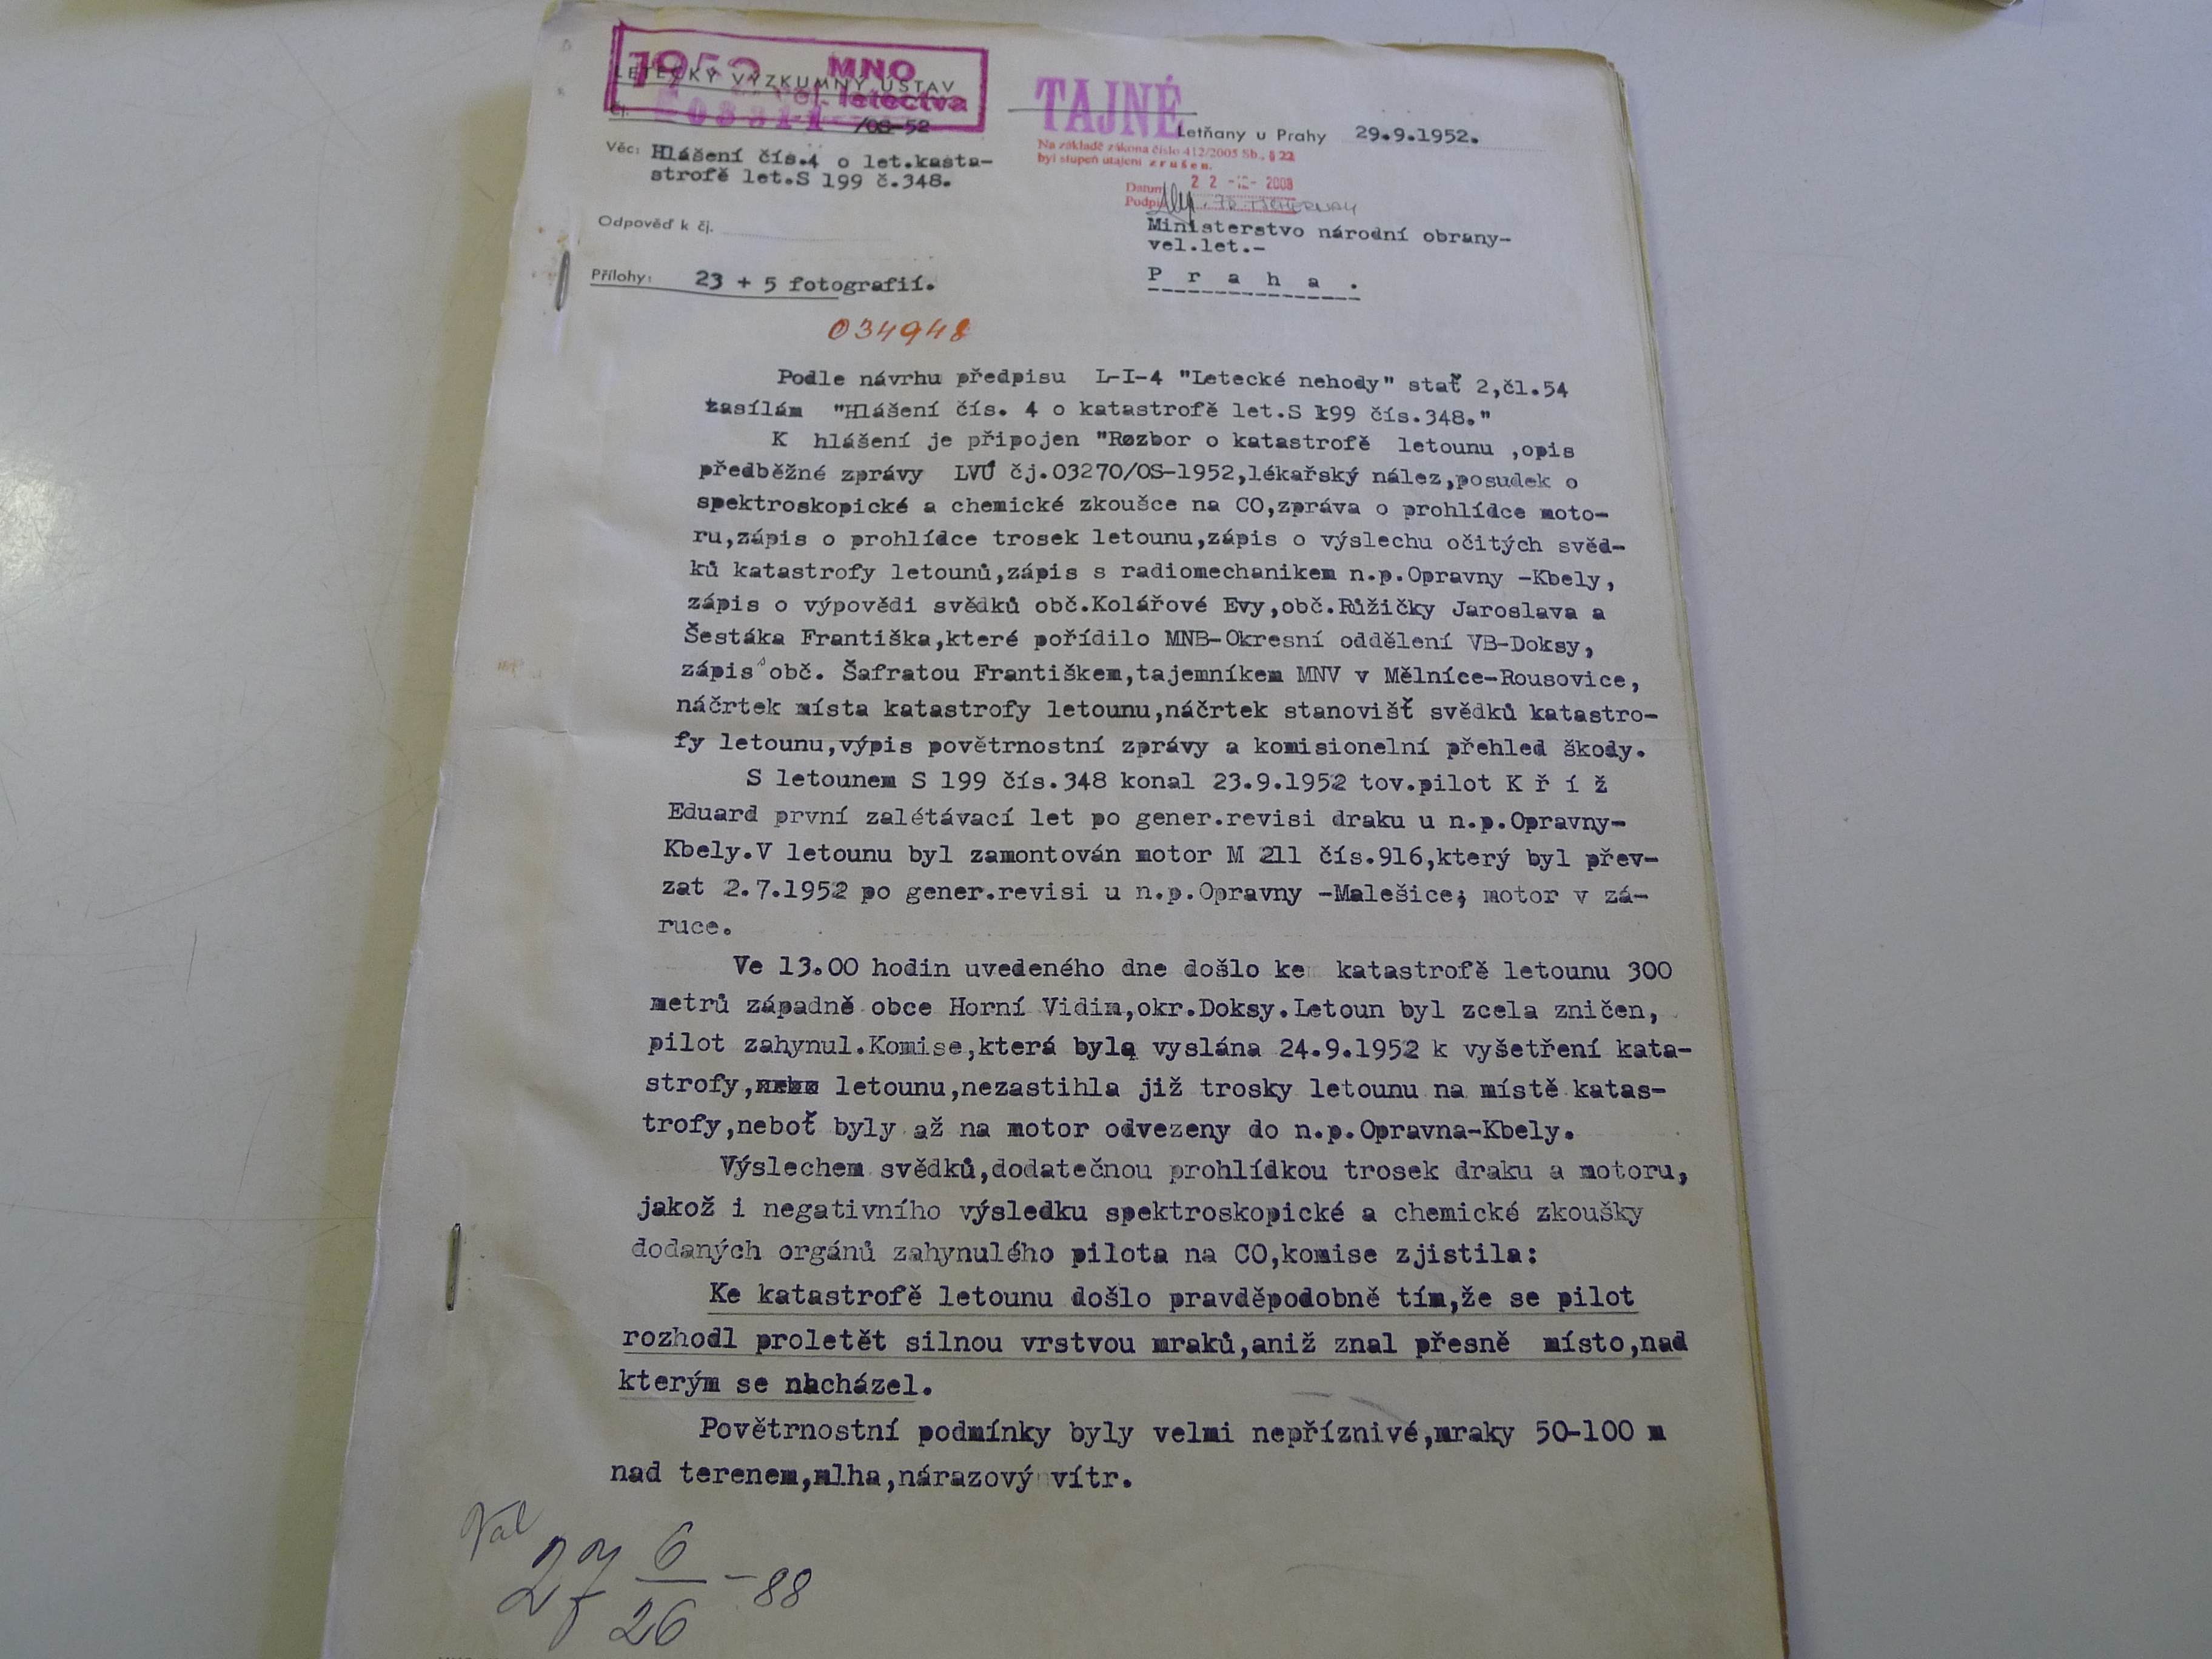 1952 MNO
LETECKÝ VÝZKUMNÝ ÚSTAV
vel. letectva
Čj. /OS-52
TAJNÉ
Letňany u Prahy 29.9.1952.
Na základě zákona číslo 412/2005 Sb., § 22
byl stupeň utajení zrušen.
Věc: Hlášení čís.4 o let.kasta-
strofě let.S 199 č.348.
Datum 22 -12- 2008
Podpis
Odpověď k čj.
Ministerstvo národní obrany-
vel.let.-
Přílohy: 23 + 5 fotografií.
P r a h a .
034948
Podle návrhu předpisu L-I-4 "Letecké nehody" stať 2,čl.54
zasílám "Hlášení čís. 4 o katastrofě let.S 199 čís.348."
K hlášení je připojen "Rozbor o katastrofě letounu ,opis
předběžné zprávy LVÚ čj.03270/OS-1952,lékařský nález,posudek o
spektroskopické a chemické zkoušce na CO,zpráva o prohlídce moto-
ru,zápis o prohlídce trosek letounu,zápis o výslechu očitých svěd-
ků katastrofy letounů,zápis s radiomechanikem n.p.Opravny -Kbely,
zápis o výpovědi svědků obč.Kolářové Evy,obč.Růžičky Jaroslava a
Šestáka Františka,které pořídilo MNB-Okresní oddělení VB-Doksy,
zápis s obč. Šafratou Františkem,tajemníkem MNV v Mělníce-Rousovice,
náčrtek místa katastrofy letounu,náčrtek stanovišť svědků katastro-
fy letounu,výpis povětrnostní zprávy a komisionelní přehled škody.
S letounem S 199 čís.348 konal 23.9.1952 tov.pilot K ř í ž
Eduard první zalétávací let po gener.revisi draku u n.p.Opravny-
Kbely.V letounu byl zamontován motor M 211 čís.916,který byl přev-
zat 2.7.1952 po gener.revisi u n.p.Opravny -Malešice; motor v zá-
ruce.
Ve 13.00 hodin uvedeného dne došlo ke katastrofě letounu 300
metrů západně obce Horní Vidim,okr.Doksy.Letoun byl zcela zničen,
pilot zahynul.Komise,která byla vyslána 24.9.1952 k vyšetření kata-
strofy, letounu,nezastihla již trosky letounu na místě katas-
trofy,neboť byly až na motor odvezeny do n.p.Opravna-Kbely.
Výslechem svědků,dodatečnou prohlídkou trosek draku a motoru,
jakož i negativního výsledku spektroskopické a chemické zkoušky
dodaných orgánů zahynulého pilota na CO,komise zjistila:
Ke katastrofě letounu došlo pravděpodobně tím,že se pilot
rozhodl proletět silnou vrstvou mraků,aniž znal přesně místo,nad
kterým se nacházel.
Povětrnostní podmínky byly velmi nepříznivé,mraky 50-100 m
nad terenem,mlha,nárazový vítr.
6
26
-88